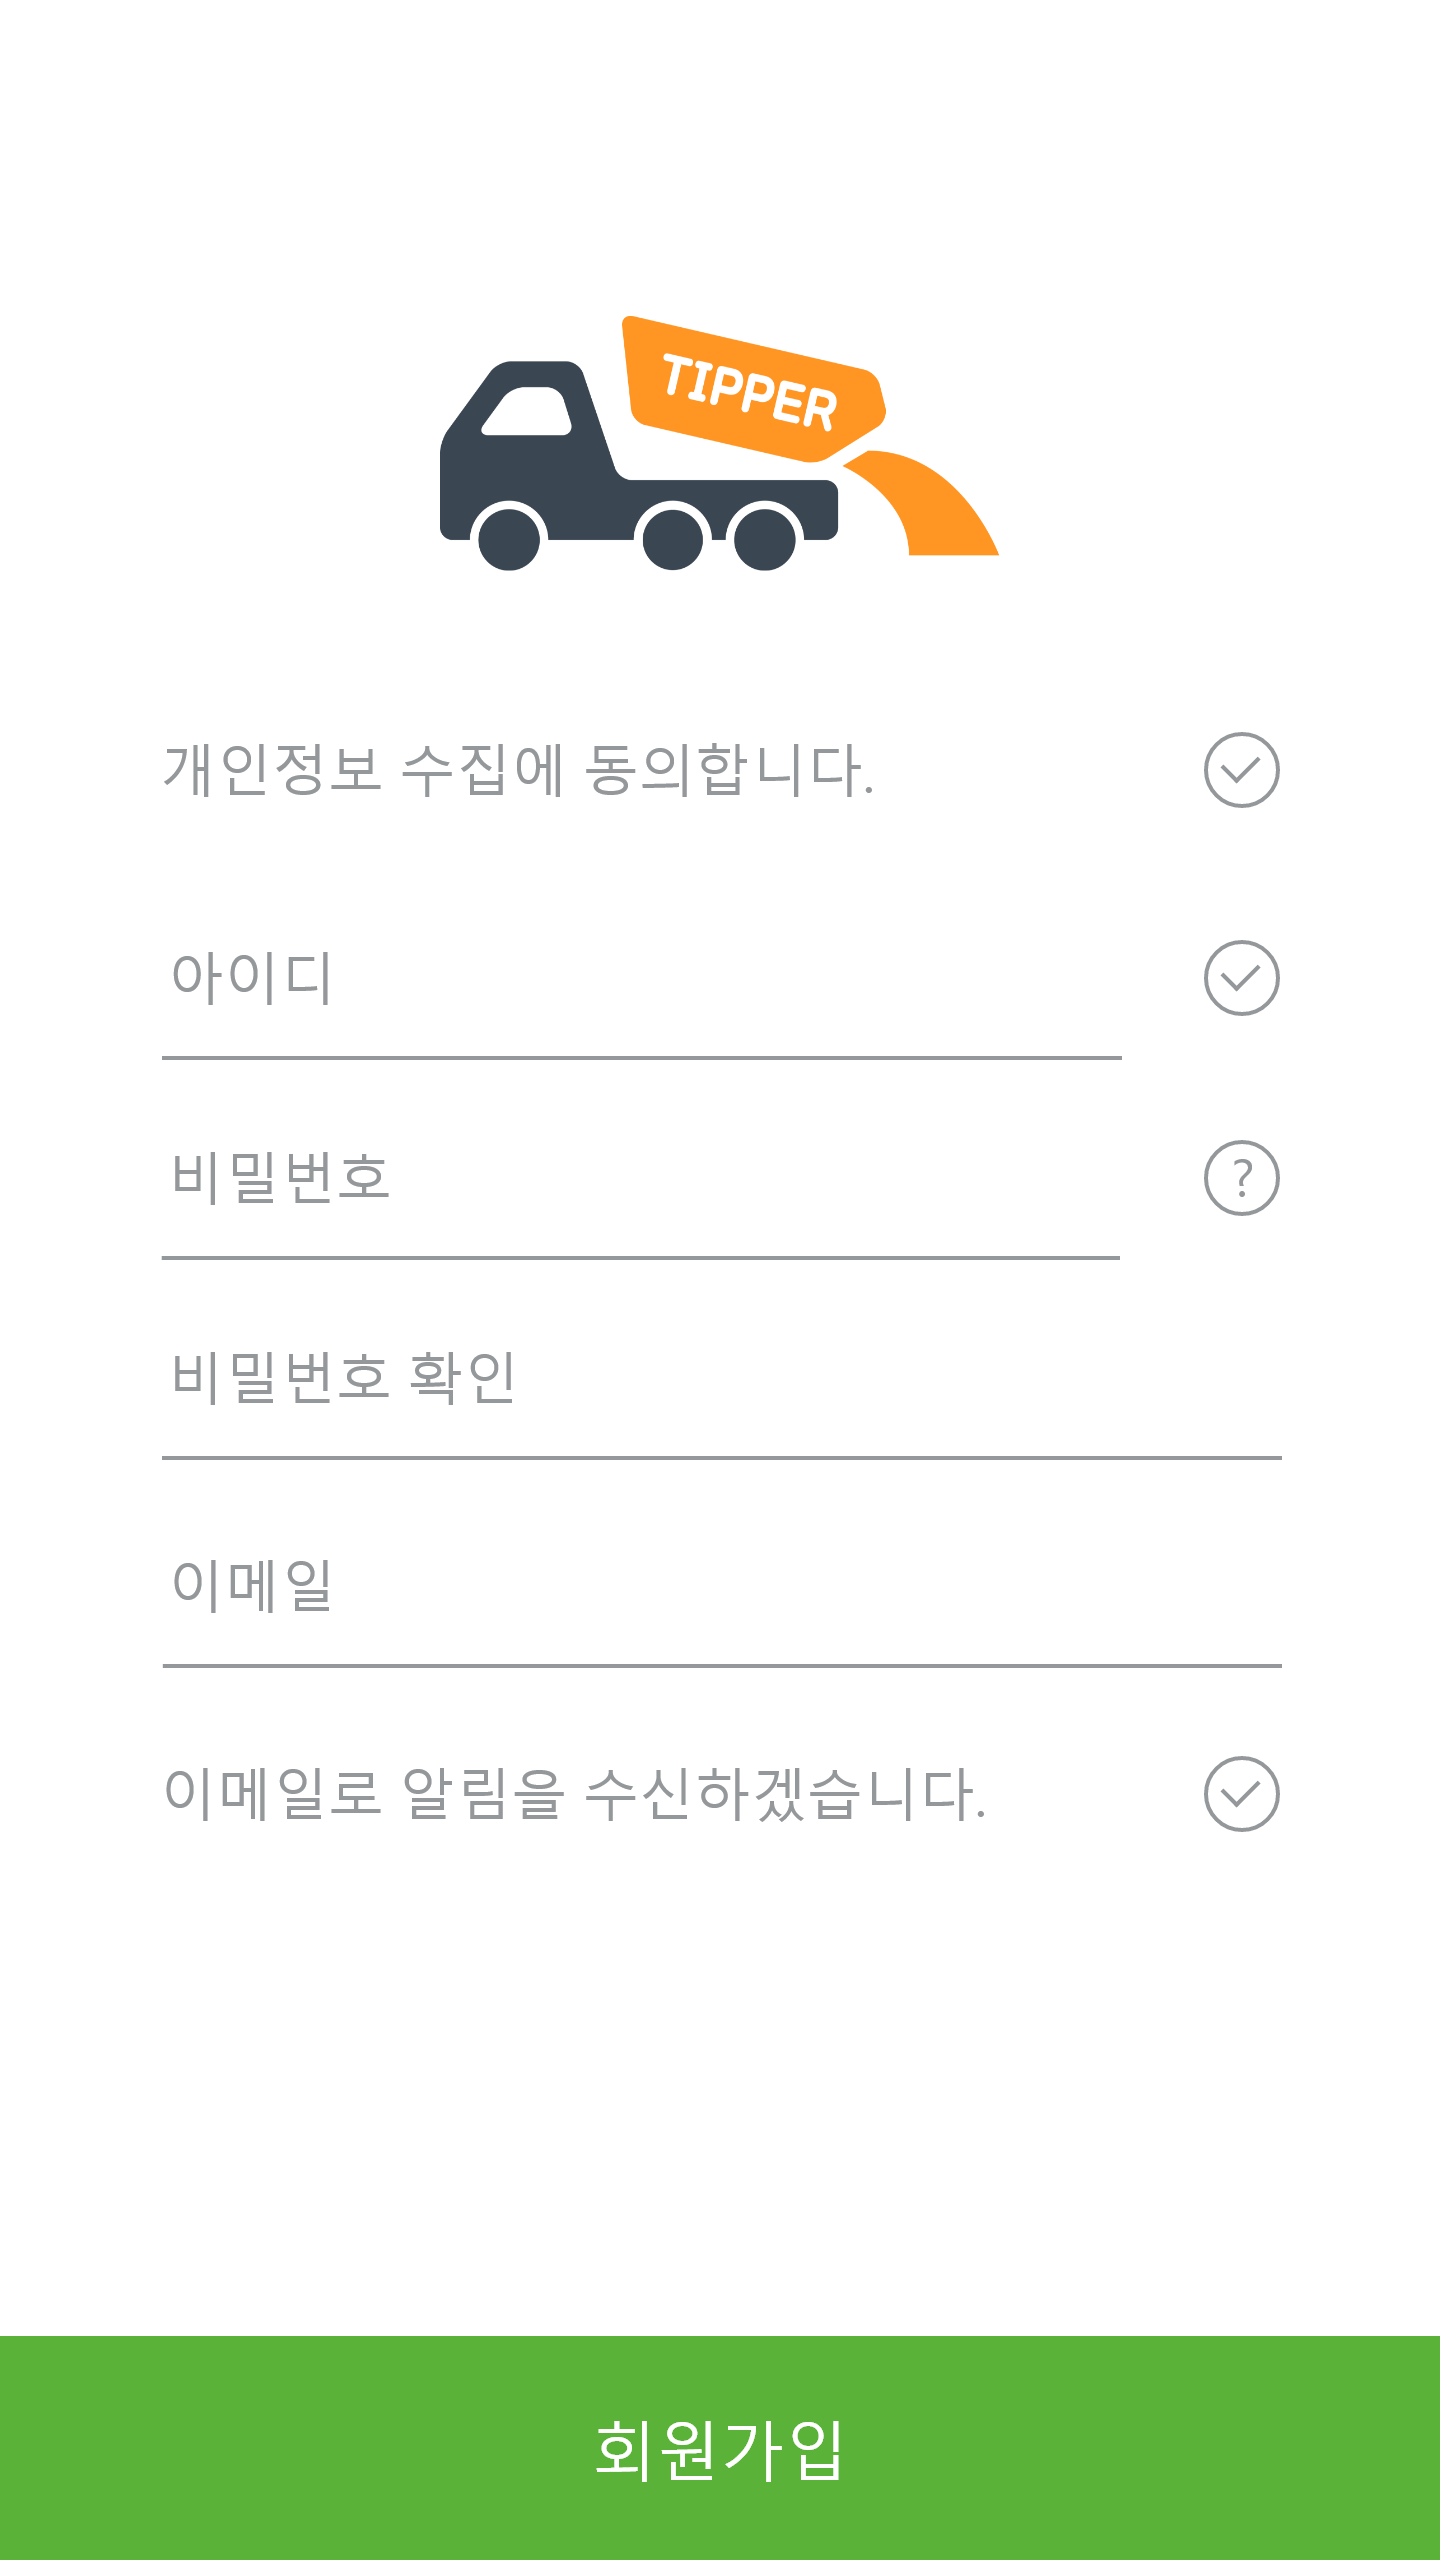 TIPPER
개인정보 수집에 동의합니다.
아이디
비밀번호
?
비밀번호 확인
이메일
이메일로 알림을 수신하겠습니다.
회원가입